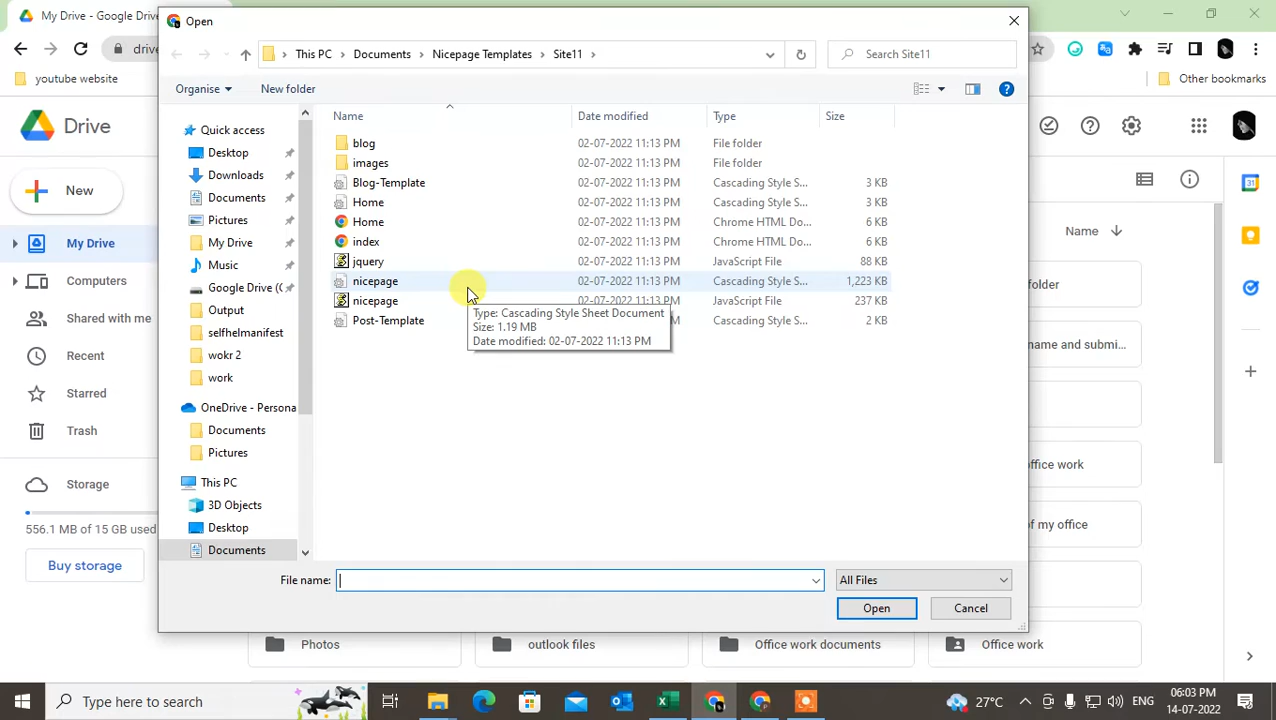 My Drive - Google Drive
Open
drive
This PC > Documents > Nicepage Templates > Site11 >
Search Site11
youtube website
Other bookmarks
Organise
New folder
Drive
Name
Date modified
Type
Size
Quick access
blog 02-07-2022 11:13 PM File folder
Desktop
images 02-07-2022 11:13 PM File folder
Downloads
Blog-Template 02-07-2022 11:13 PM Cascading Style S... 3 KB
New
Documents
Home 02-07-2022 11:13 PM Cascading Style S... 3 KB
Pictures
Home 02-07-2022 11:13 PM Chrome HTML Do... 6 KB
Name
My Drive
My Drive
index 02-07-2022 11:13 PM Chrome HTML Do... 6 KB
Music
jquery 02-07-2022 11:13 PM JavaScript File 88 KB
Computers
Google Drive (G
nicepage 02-07-2022 11:13 PM Cascading Style S... 1,223 KB
older
Output
nicepage 02-07-2022 11:13 PM JavaScript File 237 KB
Shared with me
Post-Template M Cascading Style S... 2 KB
Type: Cascading Style Sheet Document
Size: 1.19 MB
Date modified: 02-07-2022 11:13 PM
selfhelmanifest
name and submi...
Recent
wokr 2
work
Starred
OneDrive - Persona
Documents
Trash
Pictures
ffice work
Storage
This PC
3D Objects
556.1 MB of 15 GB used
Desktop
of my office
Documents
Buy storage
File name:
All Files
Open
Cancel
Photos
outlook files
Office work documents
Office work
Type here to search
27°C
ENG
06:03 PM
14-07-2022